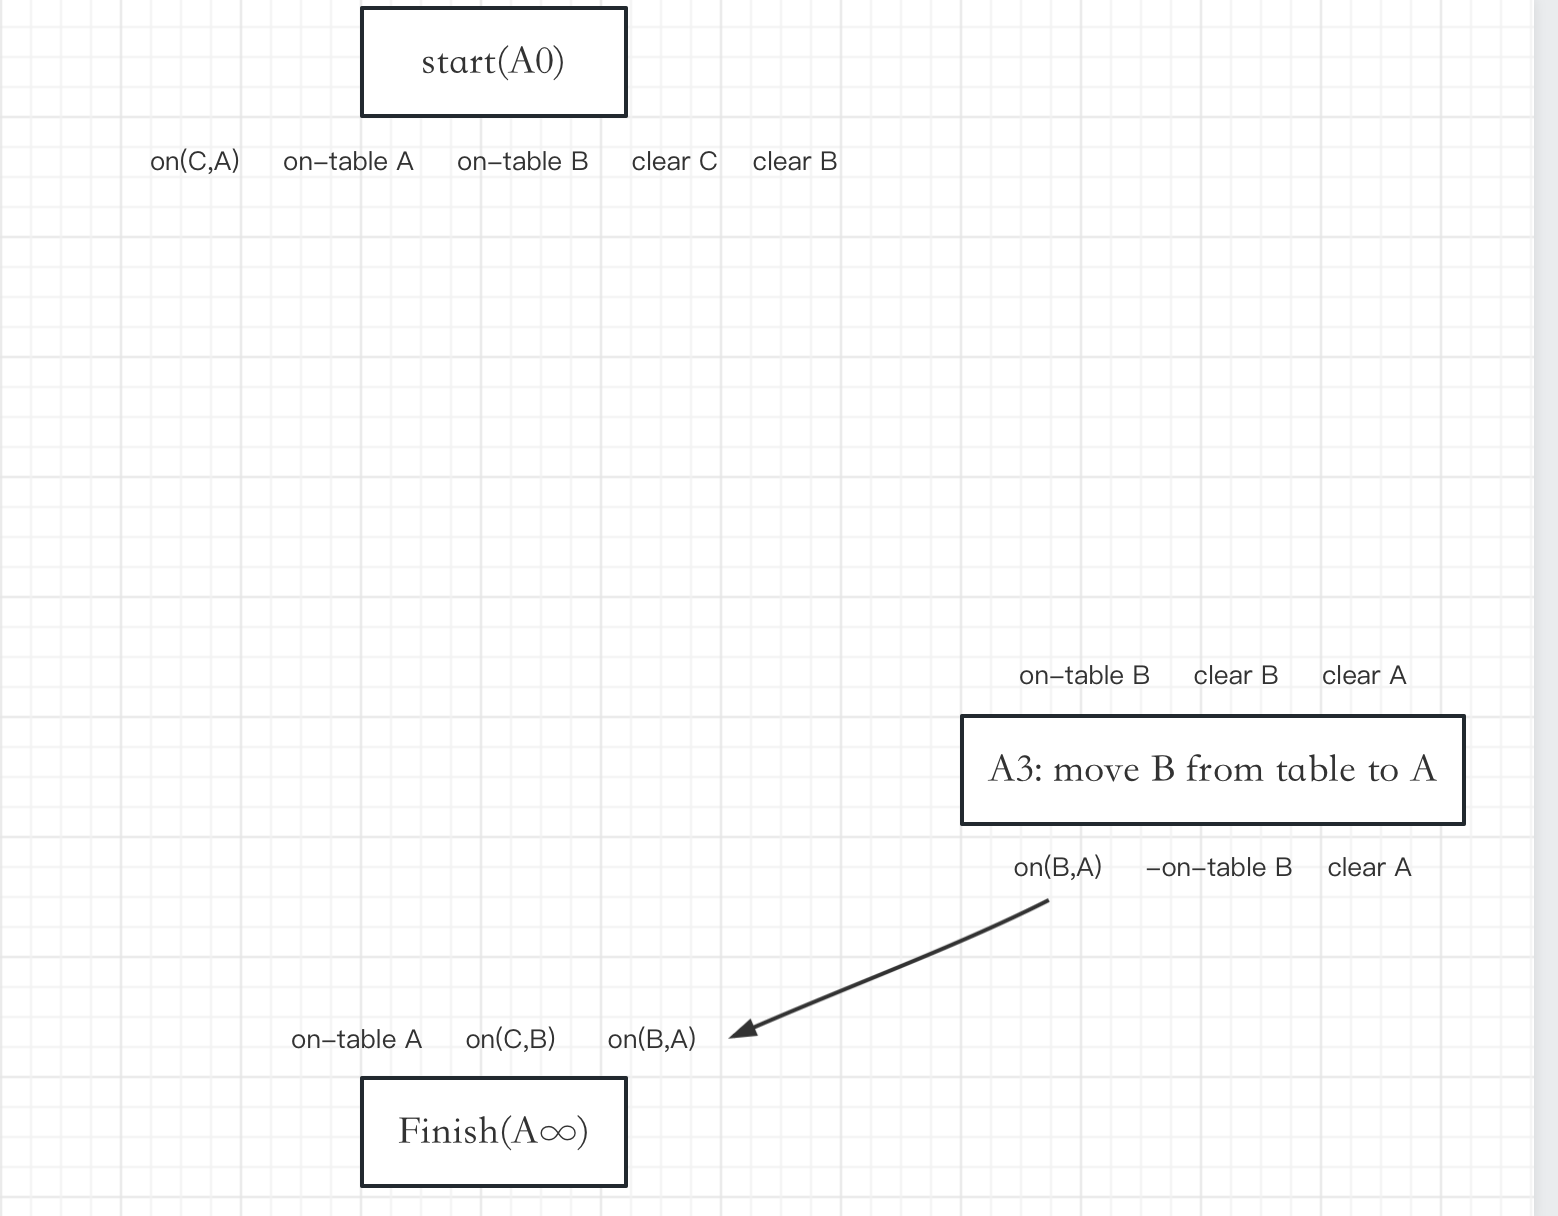 start(A0)
on(C,A) on-table A on-table B clear C clear B
on-table B clear B clear A
A3: move B from table to A
on(B,A) -on-table B clear A
on-table A on(C,B) on(B,A)
Finish(A∞)